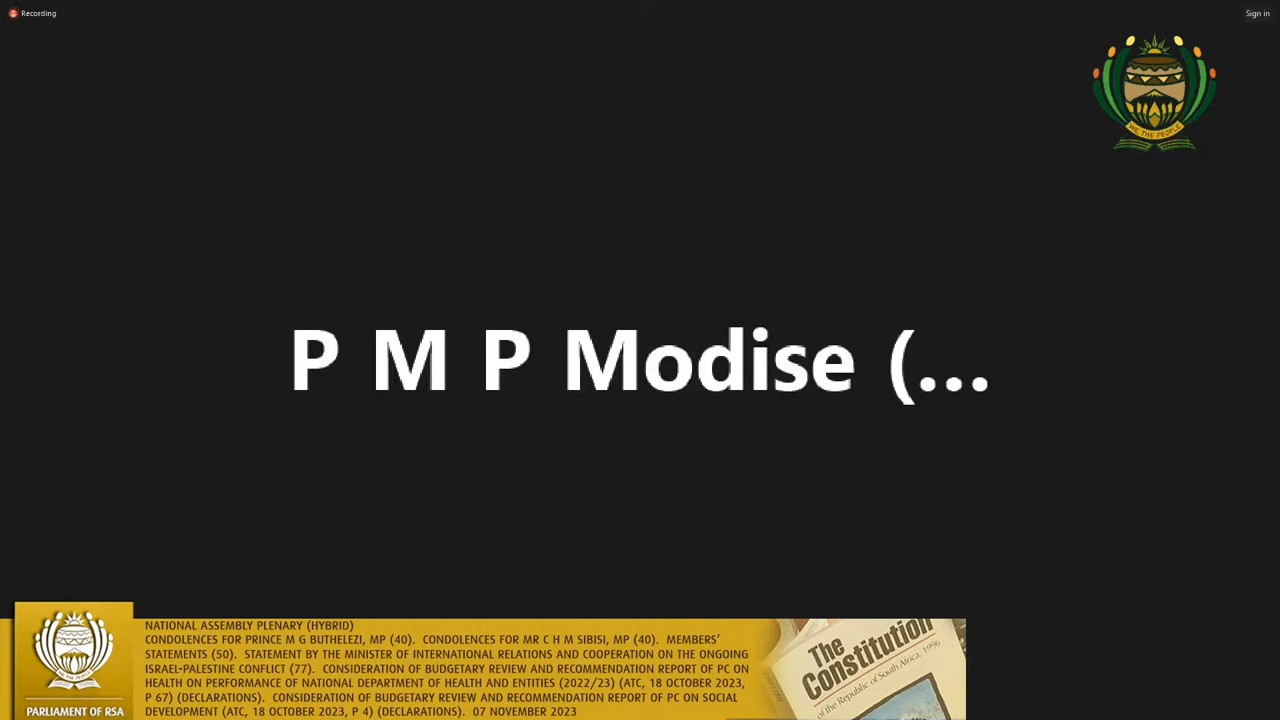 Recording
Sign in
WE THE PEOPLE
P M P Modise (...
NATIONAL ASSEMBLY PLENARY (HYBRID)
CONDOLENCES FOR PRINCE M G BUTHELEZI, MP (40).  CONDOLENCES FOR MR C H M SIBISI, MP (40).  MEMBERS'
STATEMENTS (50).  STATEMENT BY THE MINISTER OF INTERNATIONAL RELATIONS AND COOPERATION ON THE ONGOING
ISRAEL-PALESTINE CONFLICT (77).  CONSIDERATION OF BUDGETARY REVIEW AND RECOMMENDATION REPORT OF PC ON
HEALTH ON PERFORMANCE OF NATIONAL DEPARTMENT OF HEALTH AND ENTITIES (2022/23) (ATC, 18 OCTOBER 2023,
P 67) (DECLARATIONS).  CONSIDERATION OF BUDGETARY REVIEW AND RECOMMENDATION REPORT OF PC ON SOCIAL
DEVELOPMENT (ATC, 18 OCTOBER 2023, P 4) (DECLARATIONS).  07 NOVEMBER 2023
PARLIAMENT OF RSA
The
Constitution
of the Republic of South Africa, 1996